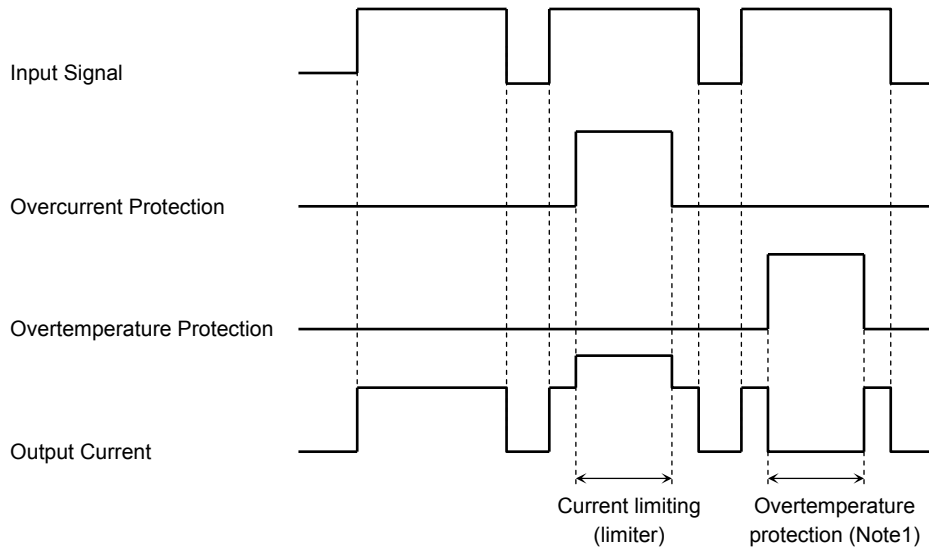 Input Signal
Overcurrent Protection
Overtemperature Protection
Output Current
Current limiting
(limiter)
Overtemperature
protection (Note1)